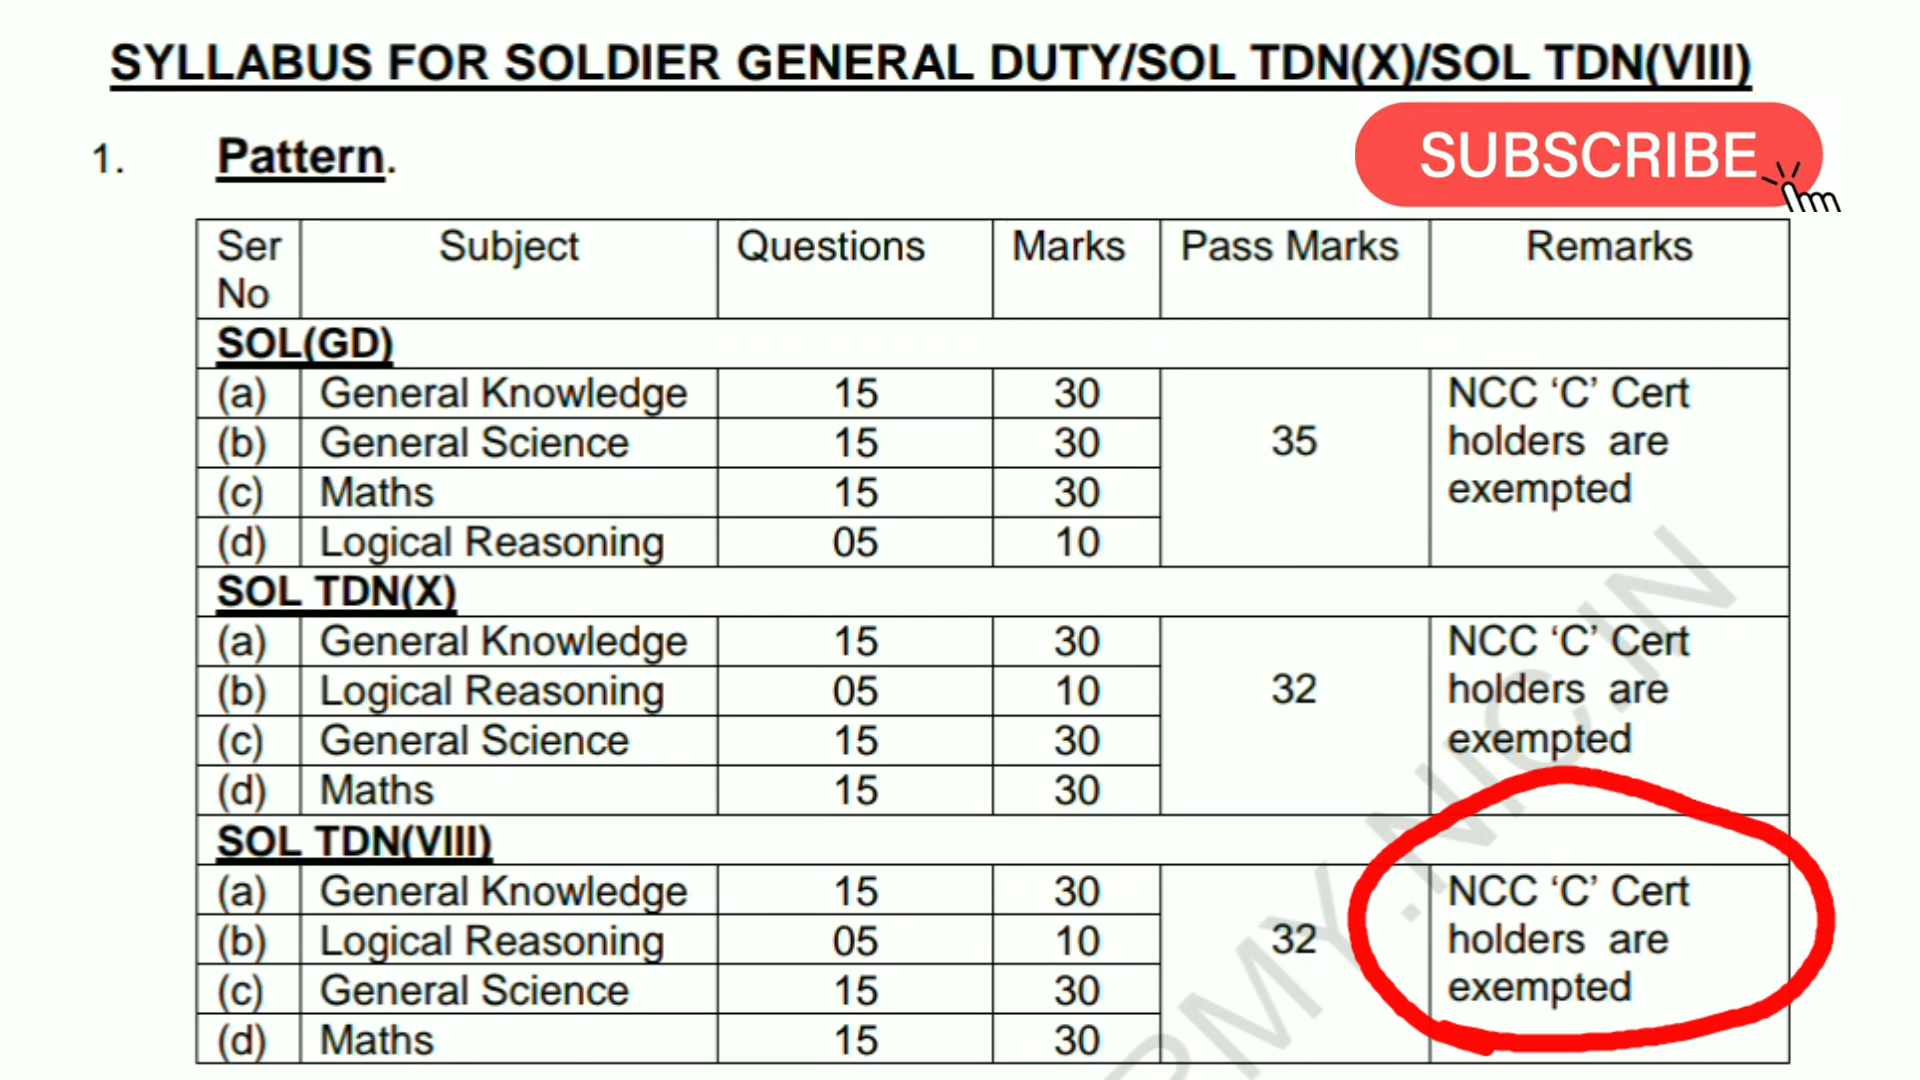 SYLLABUS FOR SOLDIER GENERAL DUTY/SOL TDN(X)/SOL TDN(VIII)
1. Pattern.
SUBSCRIBE
Ser No Subject Questions Marks Pass Marks Remarks
SOL(GD)
(a) General Knowledge 15 30 35 NCC ‘C’ Cert holders are exempted
(b) General Science 15 30
(c) Maths 15 30
(d) Logical Reasoning 05 10
SOL TDN(X)
(a) General Knowledge 15 30 32 NCC ‘C’ Cert holders are exempted
(b) Logical Reasoning 05 10
(c) General Science 15 30
(d) Maths 15 30
SOL TDN(VIII)
(a) General Knowledge 15 30 32 NCC ‘C’ Cert holders are exempted
(b) Logical Reasoning 05 10
(c) General Science 15 30
(d) Maths 15 30
RMY.NIC.IN